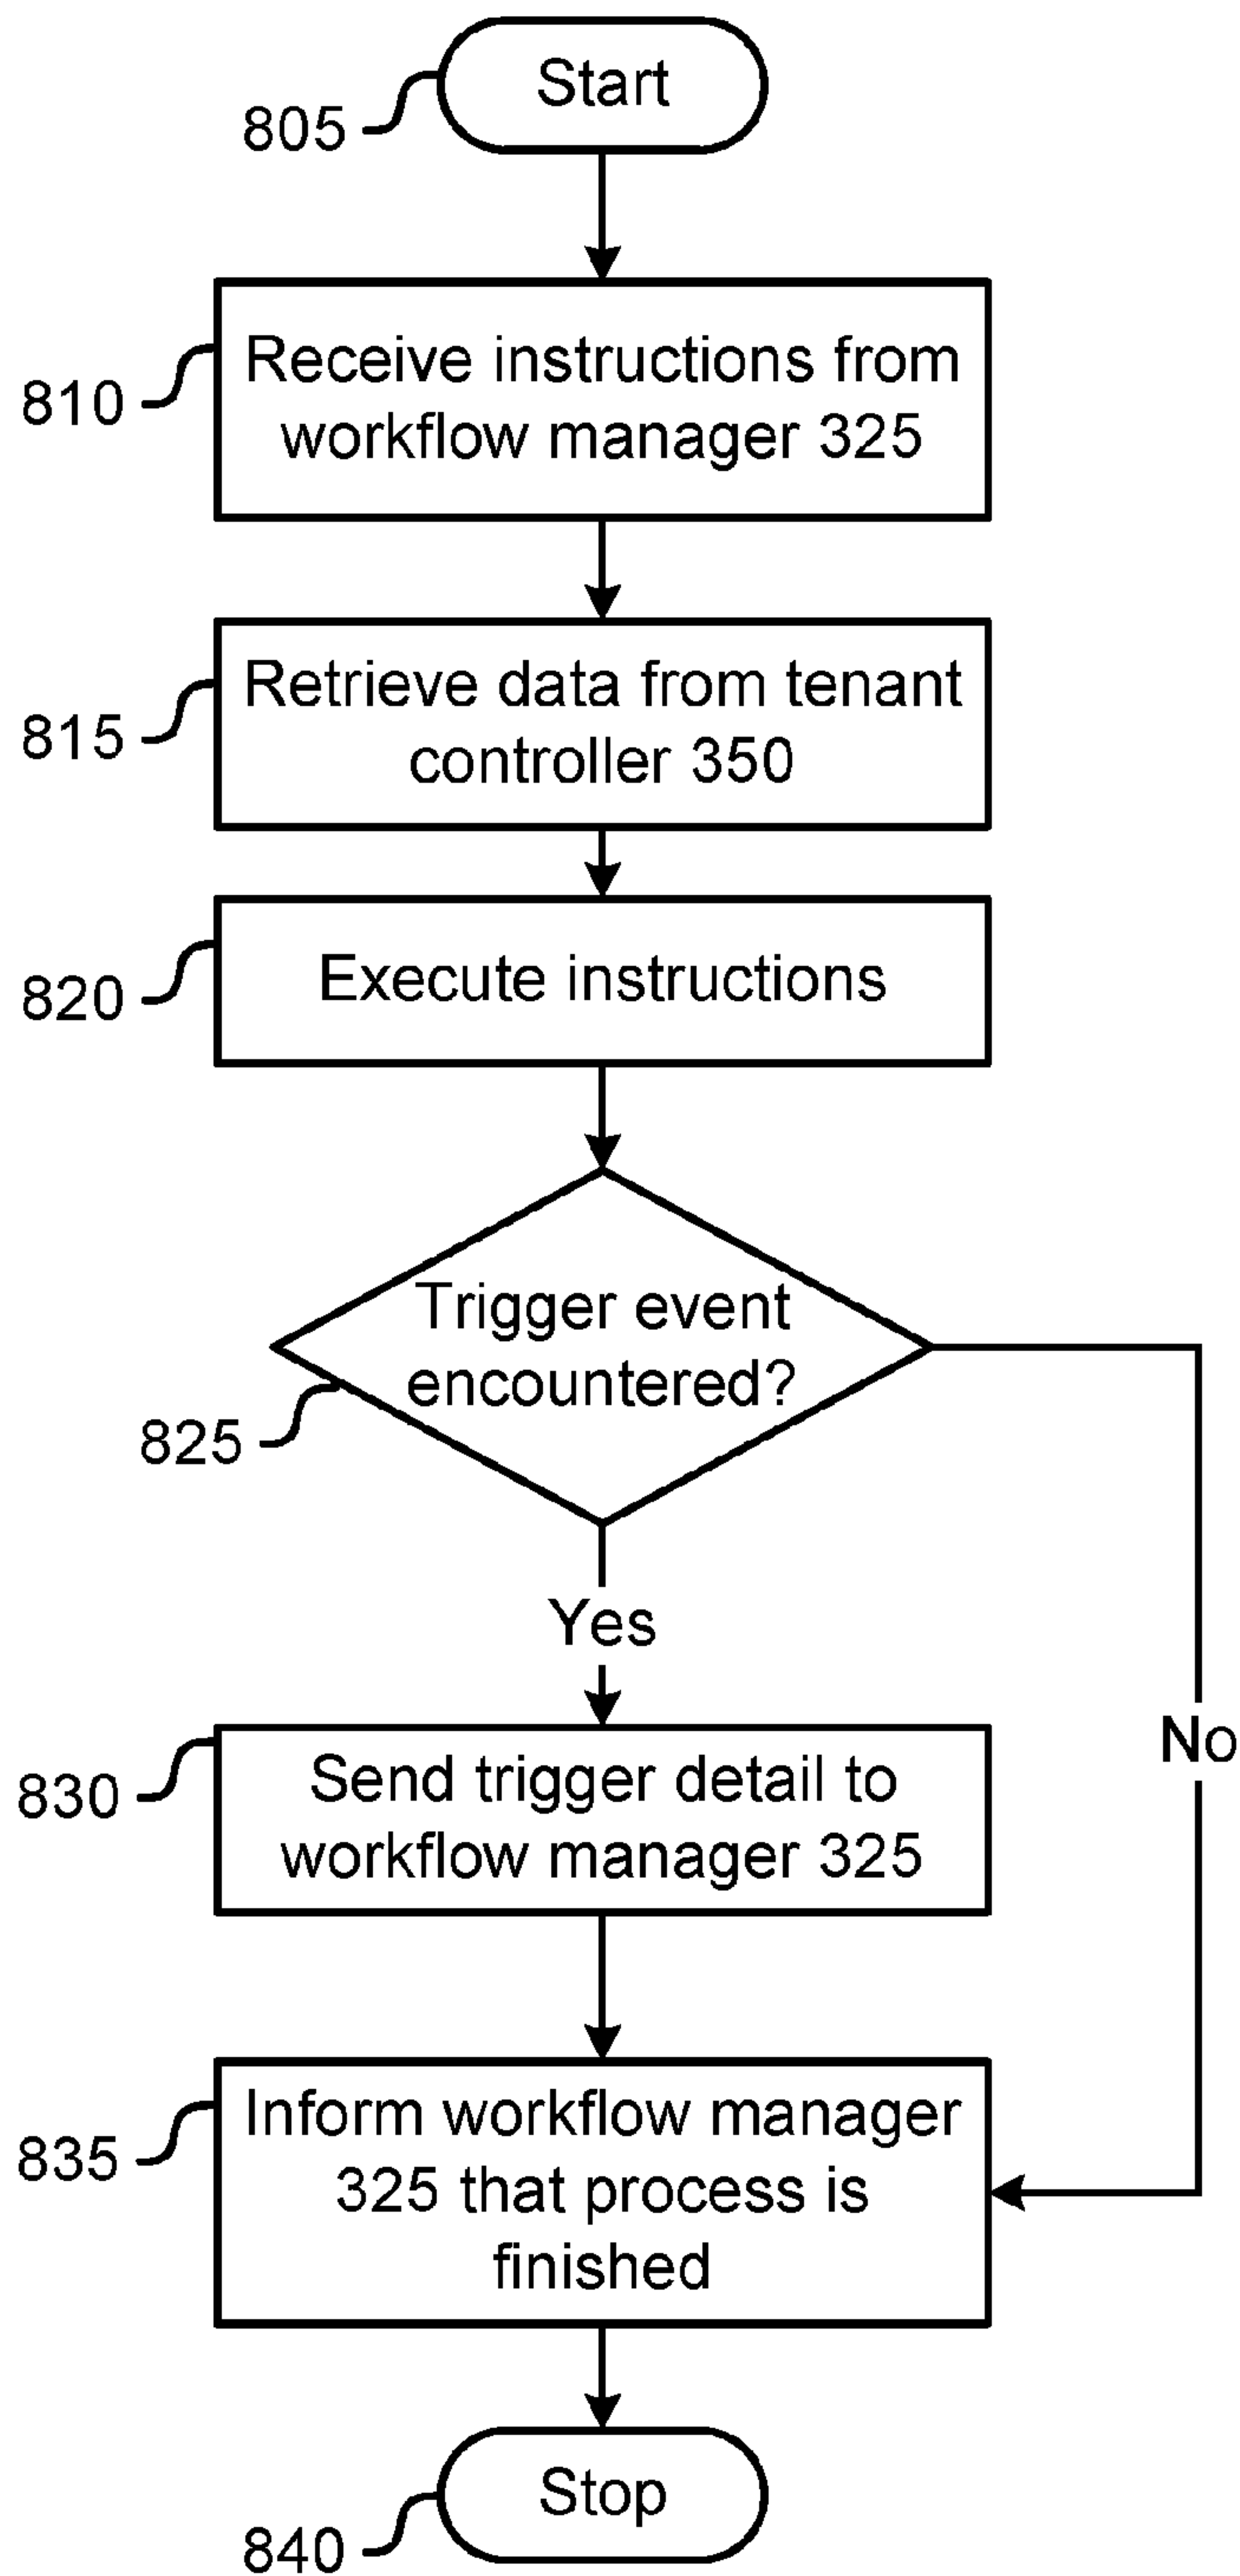 Start
805
Receive instructions from
workflow manager 325
810
Retrieve data from tenant
controller 350
815
Execute instructions
820
Trigger event
encountered?
825
Yes
No
Send trigger detail to
workflow manager 325
830
Inform workflow manager
325 that process is
finished
835
Stop
840